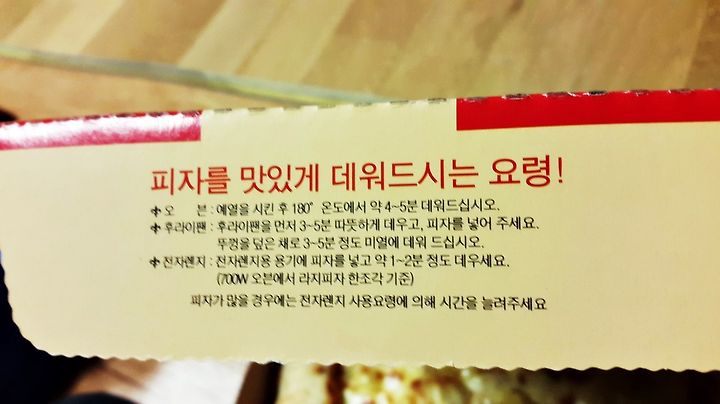 피자를 맛있게 데워드시는 요령!
✤ 오 븐 : 예열을 시킨 후 180° 온도에서 약 4~5분 데워드십시오.
✤ 후라이팬 : 후라이팬을 먼저 3~5분 따뜻하게 데우고, 피자를 넣어 주세요.
뚜껑을 덮은 채로 3~5분 정도 미열에 데워 드십시오.
✤ 전자렌지 : 전자렌지용 용기에 피자를 넣고 약 1~2분 정도 데우세요.
(700W 오븐에서 라지피자 한조각 기준)
피자가 많을 경우에는 전자렌지 사용요령에 의해 시간을 늘려주세요